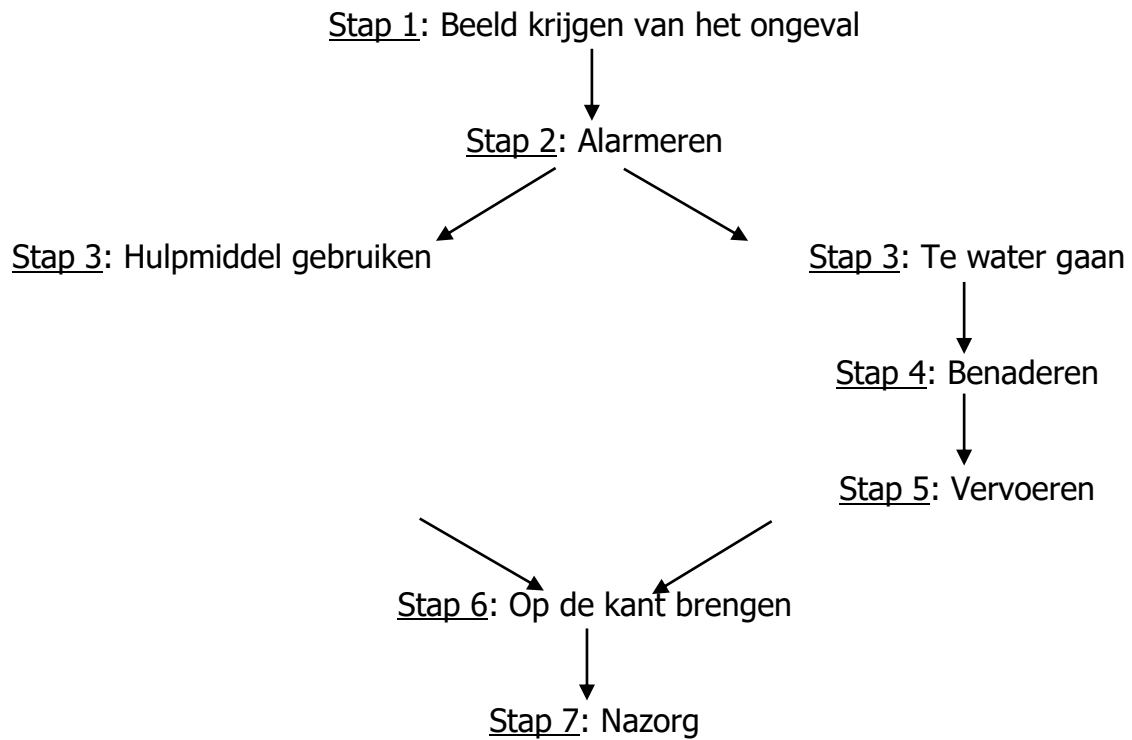 Stap 1: Beeld krijgen van het ongeval
Stap 2: Alarmeren
Stap 3: Hulpmiddel gebruiken
Stap 3: Te water gaan
Stap 4: Benaderen
Stap 5: Vervoeren
Stap 6: Op de kant brengen
Stap 7: Nazorg